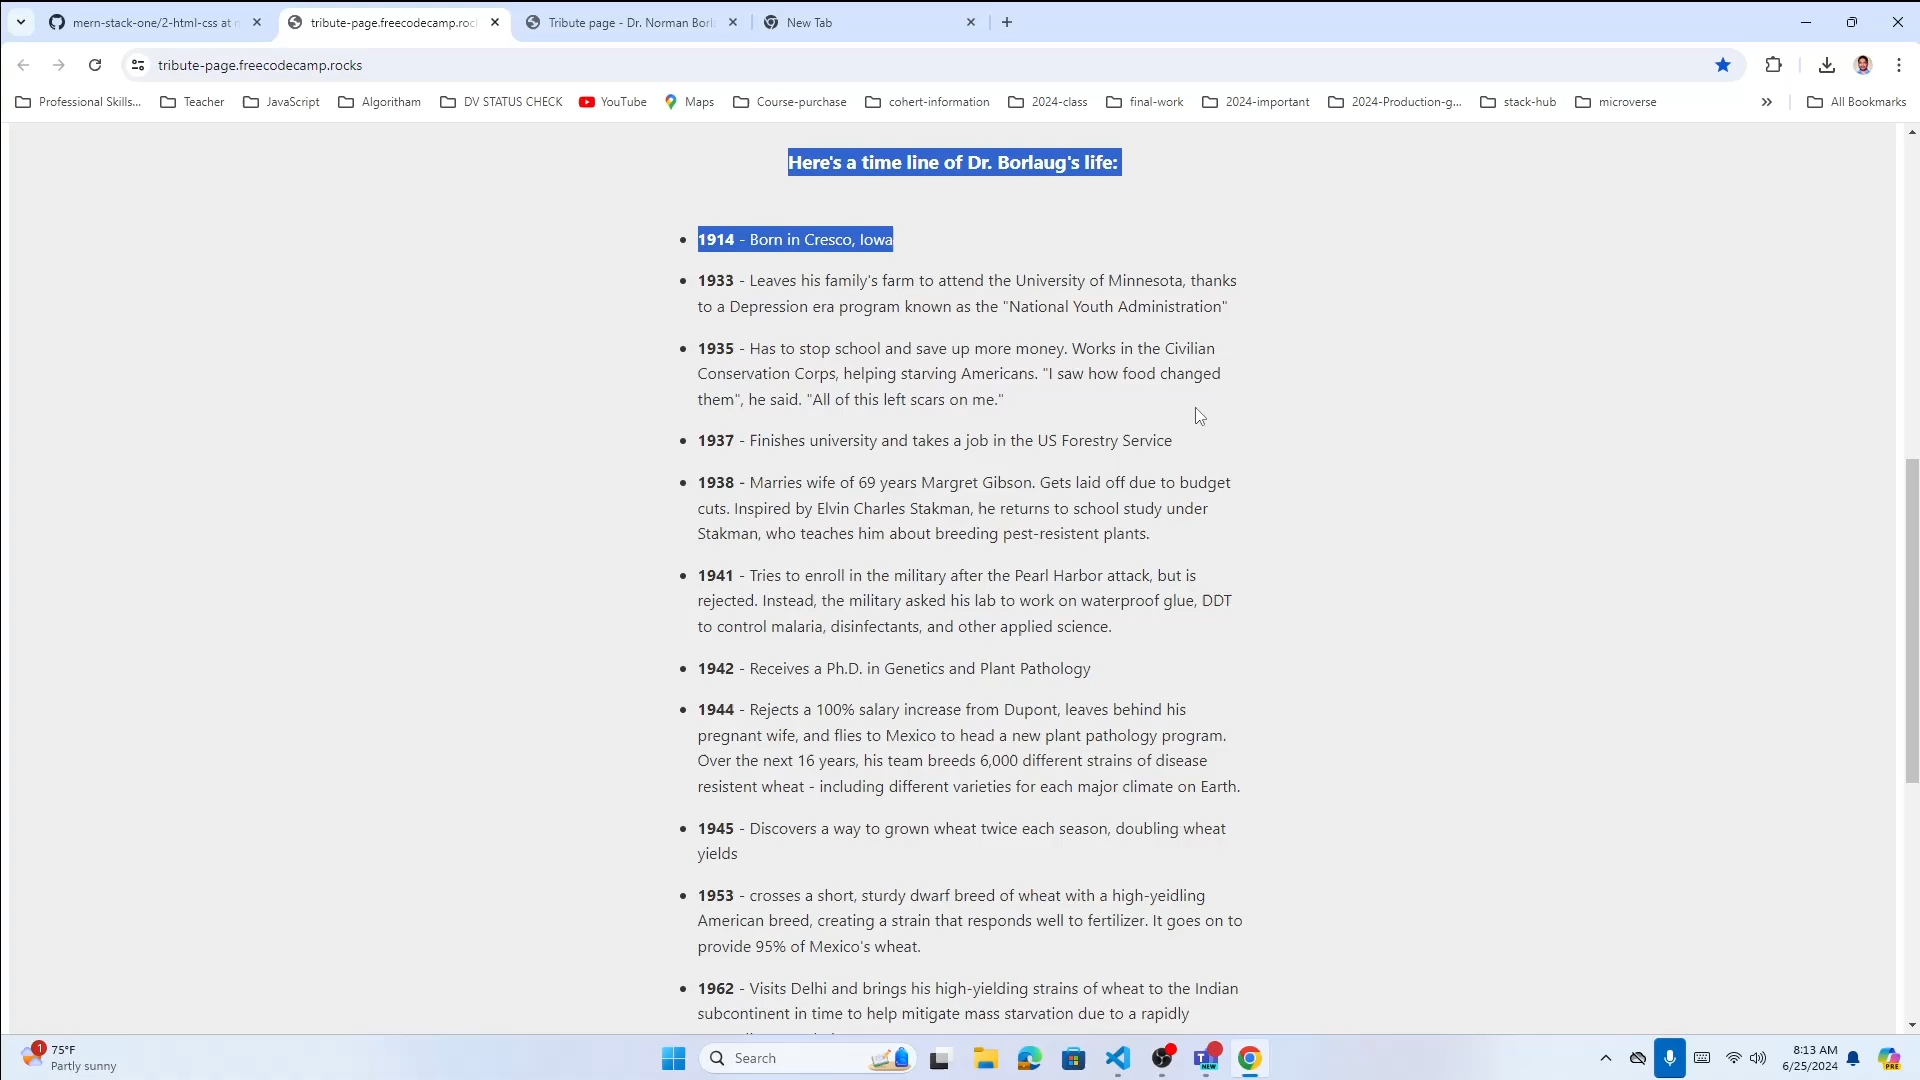 mern-stack-one/2-html-css at m
tribute-page.freecodecamp.rock
Tribute page - Dr. Norman Borl
New Tab
tribute-page.freecodecamp.rocks
Professional Skills... Teacher JavaScript Algoritham DV STATUS CHECK YouTube Maps Course-purchase cohert-information 2024-class final-work 2024-important 2024-Production-g... stack-hub microverse » All Bookmarks
Here's a time line of Dr. Borlaug's life:
• 1914 - Born in Cresco, Iowa
• 1933 - Leaves his family's farm to attend the University of Minnesota, thanks
to a Depression era program known as the "National Youth Administration"
• 1935 - Has to stop school and save up more money. Works in the Civilian
Conservation Corps, helping starving Americans. "I saw how food changed
them", he said. "All of this left scars on me."
• 1937 - Finishes university and takes a job in the US Forestry Service
• 1938 - Marries wife of 69 years Margret Gibson. Gets laid off due to budget
cuts. Inspired by Elvin Charles Stakman, he returns to school study under
Stakman, who teaches him about breeding pest-resistent plants.
• 1941 - Tries to enroll in the military after the Pearl Harbor attack, but is
rejected. Instead, the military asked his lab to work on waterproof glue, DDT
to control malaria, disinfectants, and other applied science.
• 1942 - Receives a Ph.D. in Genetics and Plant Pathology
• 1944 - Rejects a 100% salary increase from Dupont, leaves behind his
pregnant wife, and flies to Mexico to head a new plant pathology program.
Over the next 16 years, his team breeds 6,000 different strains of disease
resistent wheat - including different varieties for each major climate on Earth.
• 1945 - Discovers a way to grown wheat twice each season, doubling wheat
yields
• 1953 - crosses a short, sturdy dwarf breed of wheat with a high-yeidling
American breed, creating a strain that responds well to fertilizer. It goes on to
provide 95% of Mexico's wheat.
• 1962 - Visits Delhi and brings his high-yielding strains of wheat to the Indian
subcontinent in time to help mitigate mass starvation due to a rapidly
1
75°F
Partly sunny
Search
NEW
8:13 AM
6/25/2024
PRE